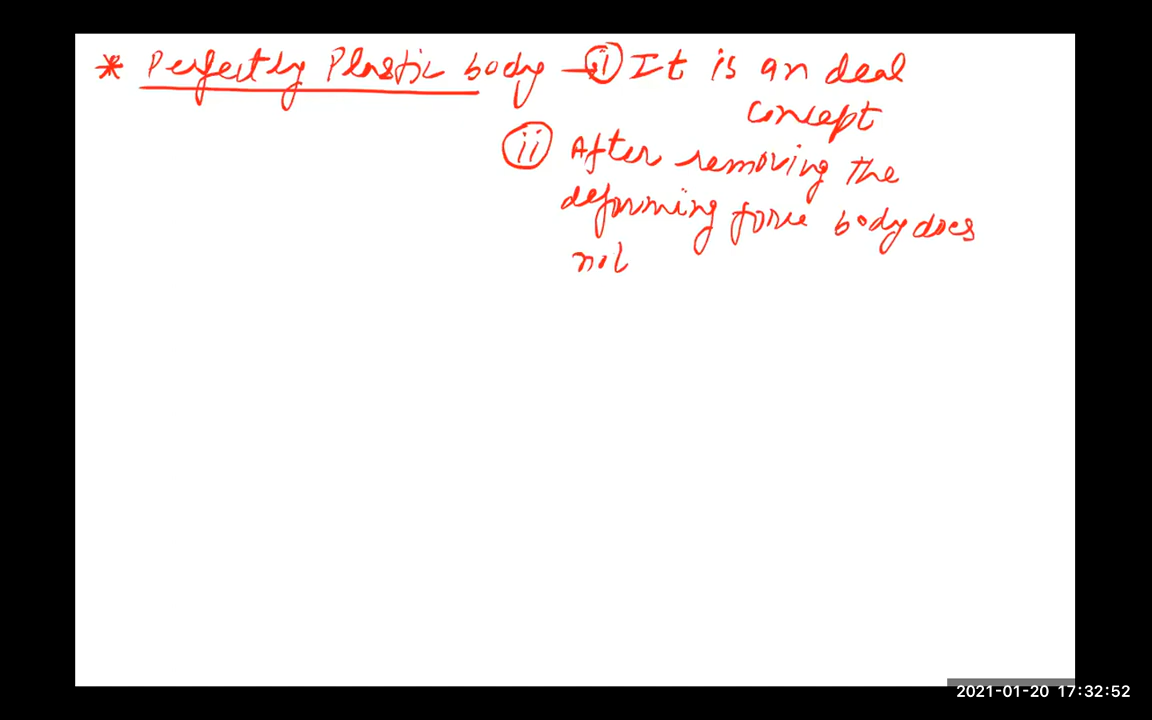 * Perfectly Plastic body → (i) It is an deal
concept
(ii) After removing the
deforming force body does
not
2021-01-20 17:32:52